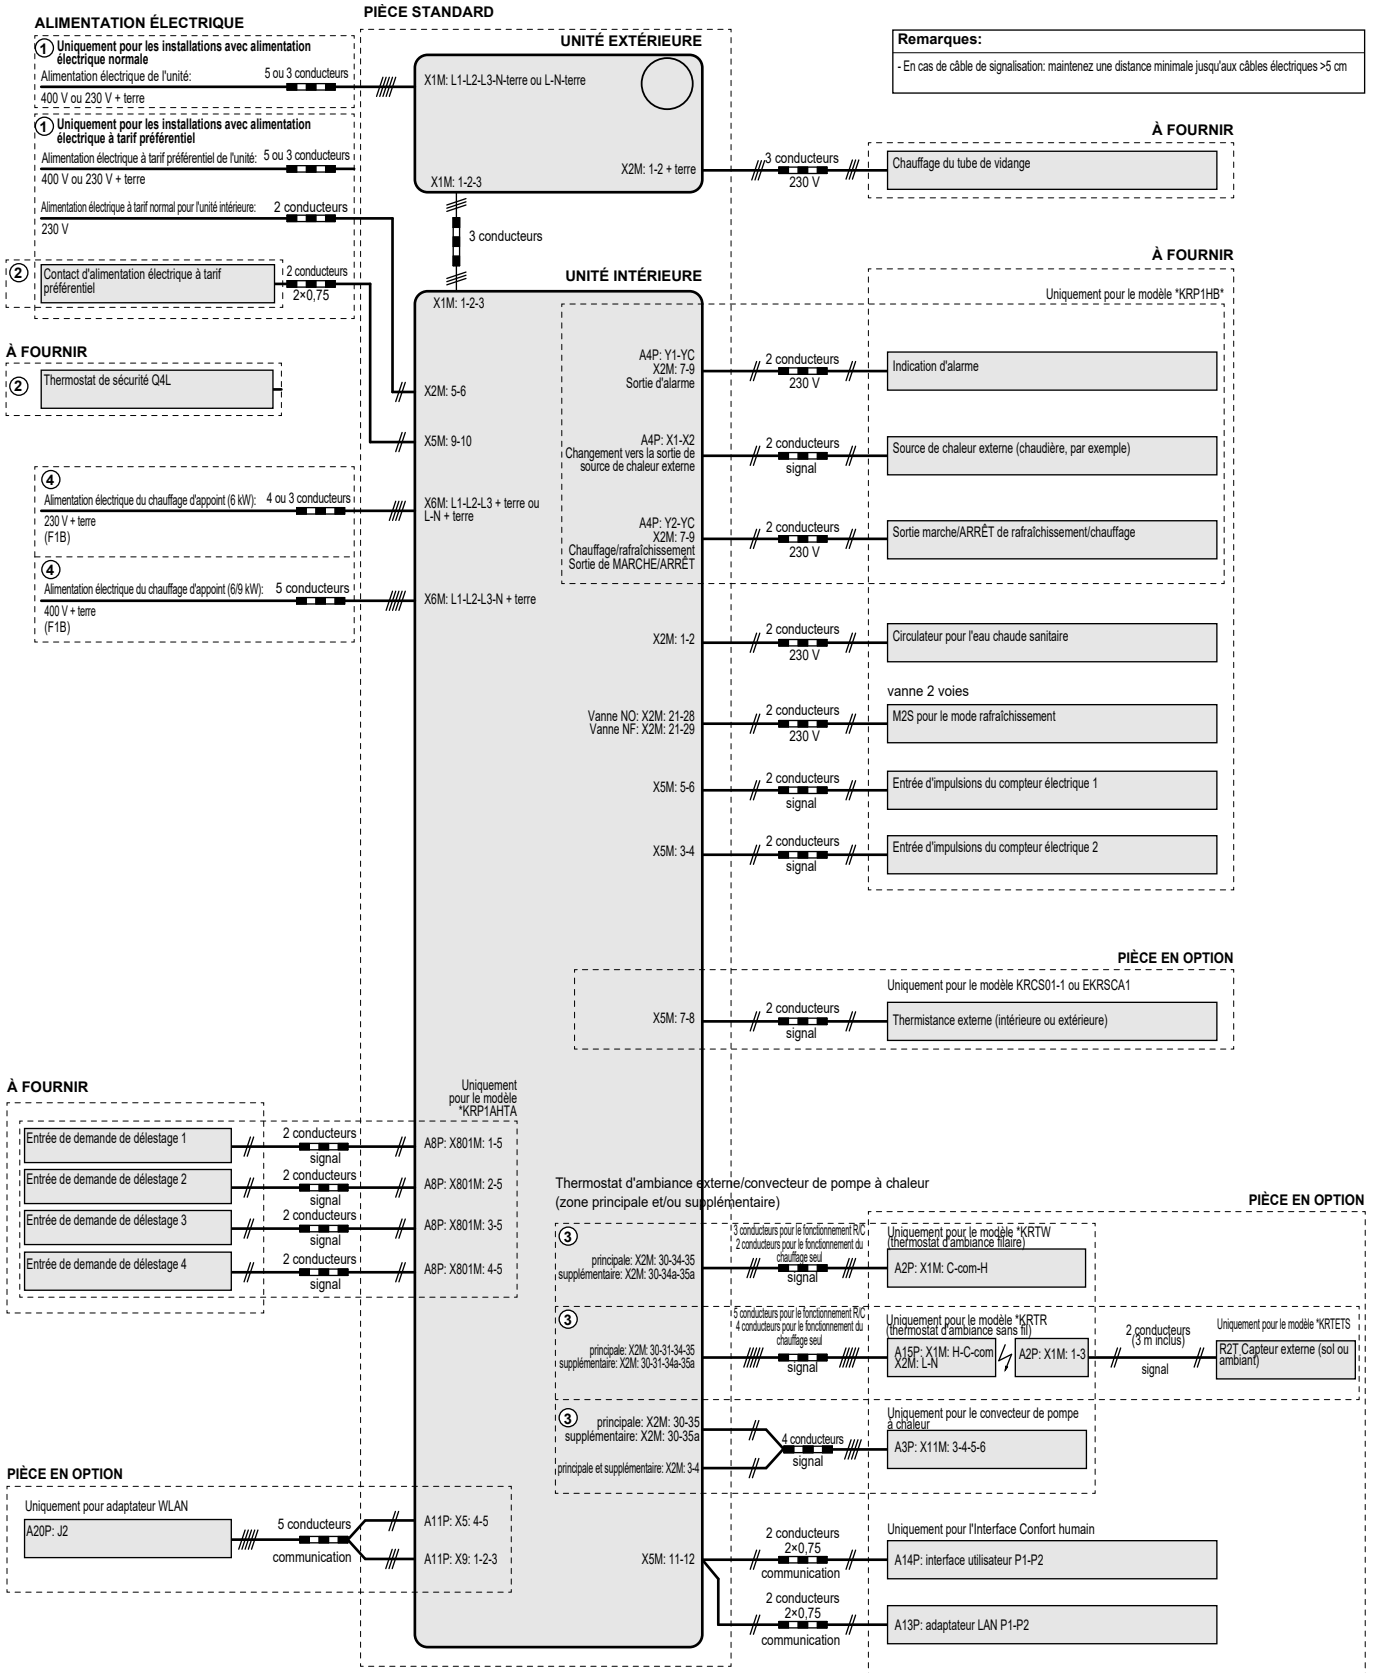 PIÈCE STANDARD
ALIMENTATION ÉLECTRIQUE
① Uniquement pour les installations avec alimentation
électrique normale
Alimentation électrique de l'unité:
5 ou 3 conducteurs
400 V ou 230 V + terre
① Uniquement pour les installations avec alimentation
électrique à tarif préférentiel
Alimentation électrique à tarif préférentiel de l'unité:
5 ou 3 conducteurs
400 V ou 230 V + terre
Alimentation électrique à tarif normal pour l'unité intérieure:
2 conducteurs
230 V
②
Contact d'alimentation électrique à tarif
préférentiel
2 conducteurs
2×0,75
À FOURNIR
②
Thermostat de sécurité Q4L
④
Alimentation électrique du chauffage d'appoint (6 kW):
4 ou 3 conducteurs
230 V + terre
(F1B)
④
Alimentation électrique du chauffage d'appoint (6/9 kW):
5 conducteurs
400 V + terre
(F1B)
UNITÉ EXTÉRIEURE
X1M: L1-L2-L3-N-terre ou L-N-terre
X2M: 1-2 + terre
X1M: 1-2-3
3 conducteurs
UNITÉ INTÉRIEURE
X1M: 1-2-3
X2M: 5-6
X5M: 9-10
X6M: L1-L2-L3 + terre ou
L-N + terre
X6M: L1-L2-L3-N + terre
Remarques:
- En cas de câble de signalisation: maintenez une distance minimale jusqu'aux câbles électriques >5 cm
À FOURNIR
3 conducteurs
230 V
Chauffage du tube de vidange
À FOURNIR
Uniquement pour le modèle *KRP1HB*
A4P: Y1-YC
X2M: 7-9
Sortie d'alarme
2 conducteurs
230 V
Indication d'alarme
A4P: X1-X2
Changement vers la sortie de
source de chaleur externe
2 conducteurs
signal
Source de chaleur externe (chaudière, par exemple)
A4P: Y2-YC
X2M: 7-9
Chauffage/rafraîchissement
Sortie de MARCHE/ARRÊT
2 conducteurs
230 V
Sortie marche/ARRÊT de rafraîchissement/chauffage
X2M: 1-2
2 conducteurs
230 V
Circulateur pour l'eau chaude sanitaire
vanne 2 voies
Vanne NO: X2M: 21-28
Vanne NF: X2M: 21-29
2 conducteurs
230 V
M2S pour le mode rafraîchissement
X5M: 5-6
2 conducteurs
signal
Entrée d'impulsions du compteur électrique 1
X5M: 3-4
2 conducteurs
signal
Entrée d'impulsions du compteur électrique 2
PIÈCE EN OPTION
Uniquement pour le modèle KRCS01-1 ou EKRSCA1
X5M: 7-8
2 conducteurs
signal
Thermistance externe (intérieure ou extérieure)
À FOURNIR
Uniquement
pour le modèle
*KRP1AHTA
Entrée de demande de délestage 1
2 conducteurs
signal
A8P: X801M: 1-5
Entrée de demande de délestage 2
2 conducteurs
signal
A8P: X801M: 2-5
Entrée de demande de délestage 3
2 conducteurs
signal
A8P: X801M: 3-5
Entrée de demande de délestage 4
2 conducteurs
signal
A8P: X801M: 4-5
Thermostat d'ambiance externe/convecteur de pompe à chaleur
(zone principale et/ou supplémentaire)
PIÈCE EN OPTION
③
principale: X2M: 30-34-35
supplémentaire: X2M: 30-34a-35a
3 conducteurs pour le fonctionnement R/C
2 conducteurs pour le fonctionnement du
chauffage seul
signal
Uniquement pour le modèle *KRTW
(thermostat d'ambiance filaire)
A2P: X1M: C-com-H
③
principale: X2M: 30-31-34-35
supplémentaire: X2M: 30-31-34a-35a
5 conducteurs pour le fonctionnement R/C
4 conducteurs pour le fonctionnement du
chauffage seul
signal
Uniquement pour le modèle *KRTR
(thermostat d'ambiance sans fil)
A15P: X1M: H-C-com
X2M: L-N
A2P: X1M: 1-3
2 conducteurs
(3 m inclus)
signal
Uniquement pour le modèle *KRTETS
R2T Capteur externe (sol ou
ambiant)
③
principale: X2M: 30-35
supplémentaire: X2M: 30-35a
principale et supplémentaire: X2M: 3-4
4 conducteurs
signal
Uniquement pour le convecteur de pompe
à chaleur
A3P: X11M: 3-4-5-6
PIÈCE EN OPTION
Uniquement pour adaptateur WLAN
A20P: J2
5 conducteurs
communication
A11P: X5: 4-5
A11P: X9: 1-2-3
X5M: 11-12
2 conducteurs
2×0,75
communication
Uniquement pour l'Interface Confort humain
A14P: interface utilisateur P1-P2
2 conducteurs
2×0,75
communication
A13P: adaptateur LAN P1-P2